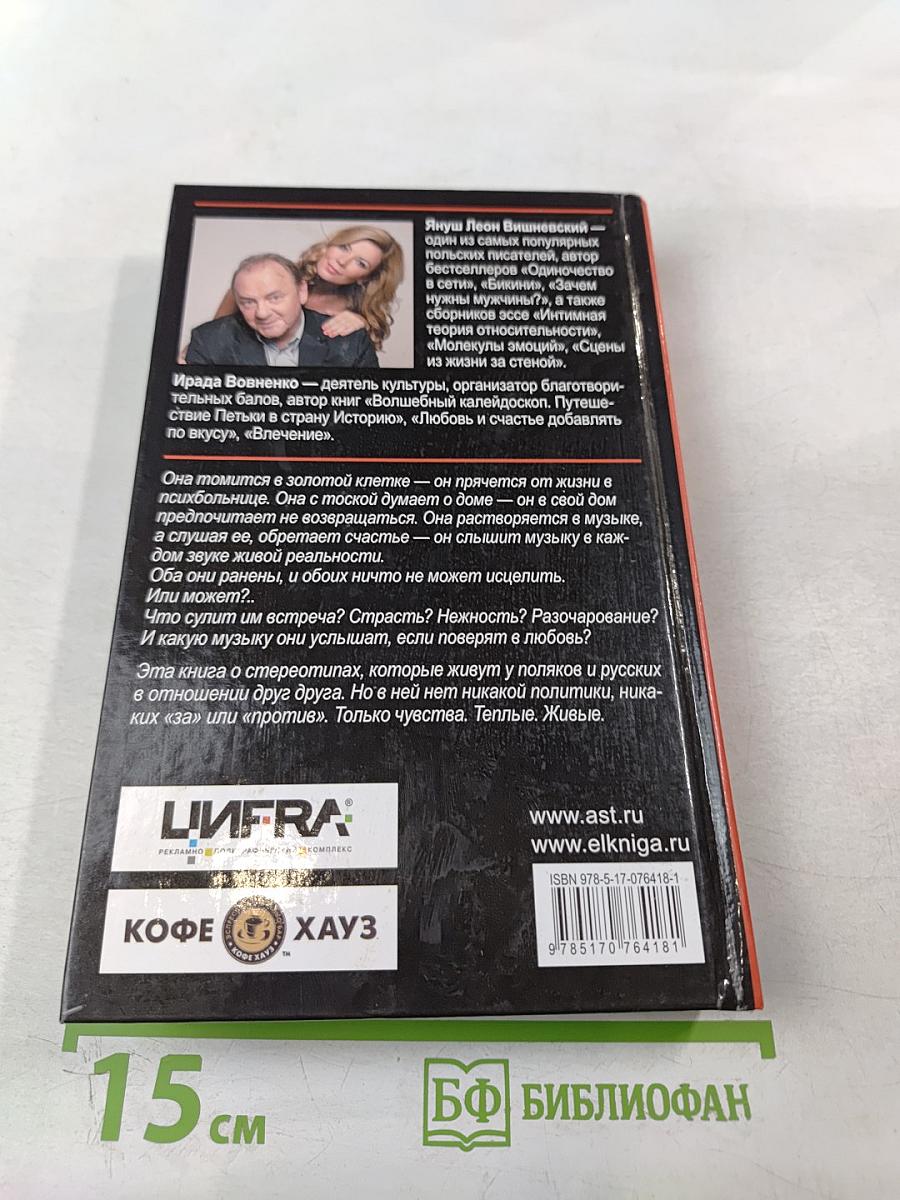 Януш Леон Вишневский —
один из самых популярных
польских писателей, автор
бестселлеров «Одиночество
в сети», «Бикини», «Зачем
нужны мужчины?», а также
сборников эссе «Интимная
теория относительности»,
«Молекулы эмоций», «Сцены
из жизни за стеной».
Ирада Вовненко — деятель культуры, организатор благотвори-
тельных балов, автор книг «Волшебный калейдоскоп. Путеше-
ствие Петьки в страну Историю», «Любовь и счастье добавлять
по вкусу», «Влечение».
Она томится в золотой клетке — он прячется от жизни в
психбольнице. Она с тоской думает о доме — он в свой дом
предпочитает не возвращаться. Она растворяется в музыке,
а слушая ее, обретает счастье — он слышит музыку в каж-
дом звуке живой реальности.
Оба они ранены, и обоих ничто не может исцелить.
Или может?..
Что сулит им встреча? Страсть? Нежность? Разочарование?
И какую музыку они услышат, если поверят в любовь?
Эта книга о стереотипах, которые живут у поляков и русских
в отношении друг друга. Но в ней нет никакой политики, ника-
ких «за» или «против». Только чувства. Теплые. Живые.
ЦИFRA®
РЕКЛАМНО ПОЛИГРАФИЧЕСКИЙ КОМПЛЕКС
www.ast.ru
www.elkniga.ru
ISBN 978-5-17-076418-1
9 785170 764181
КОФЕ ХАУЗ
КОФЕ ХАУЗ
TM
15 см
БФ БИБЛИОФАН